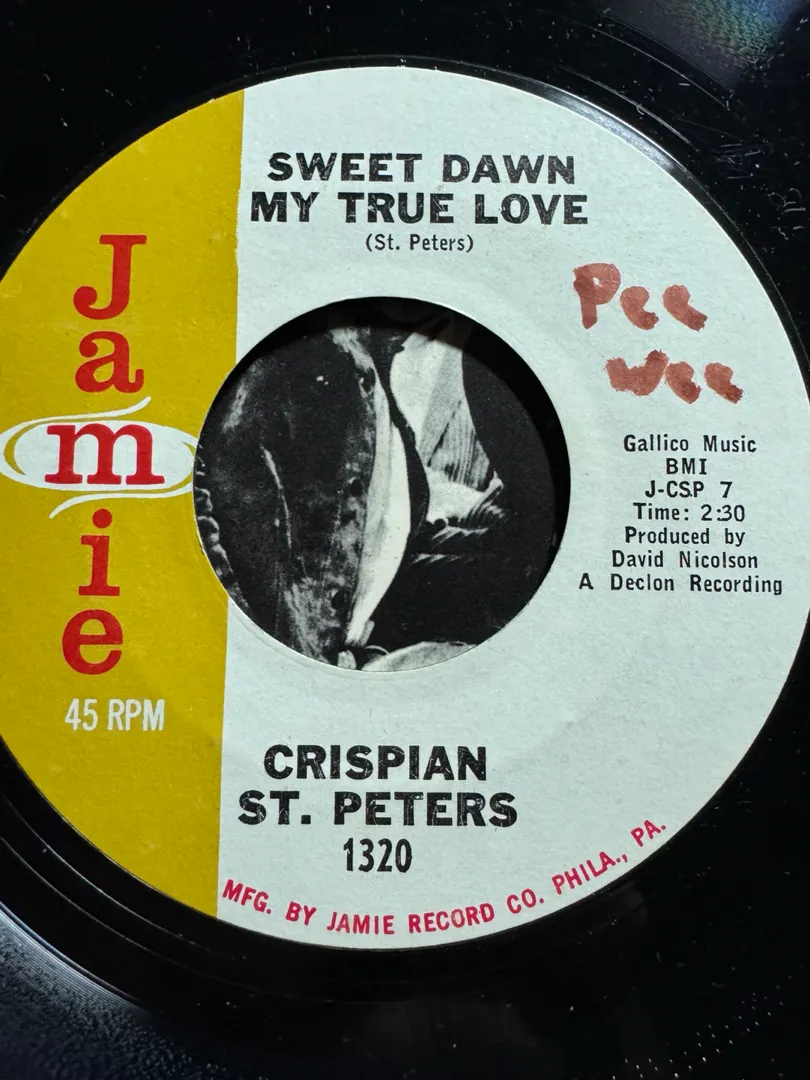 SWEET DAWN
MY TRUE LOVE
(St. Peters)
Jamie
Pee
Wee
Gallico Music
BMI
J-CSP 7
Time: 2:30
Produced by
David Nicolson
A Declon Recording
45 RPM
CRISPIAN
ST. PETERS
1320
MFG. BY JAMIE RECORD CO. PHILA., PA.